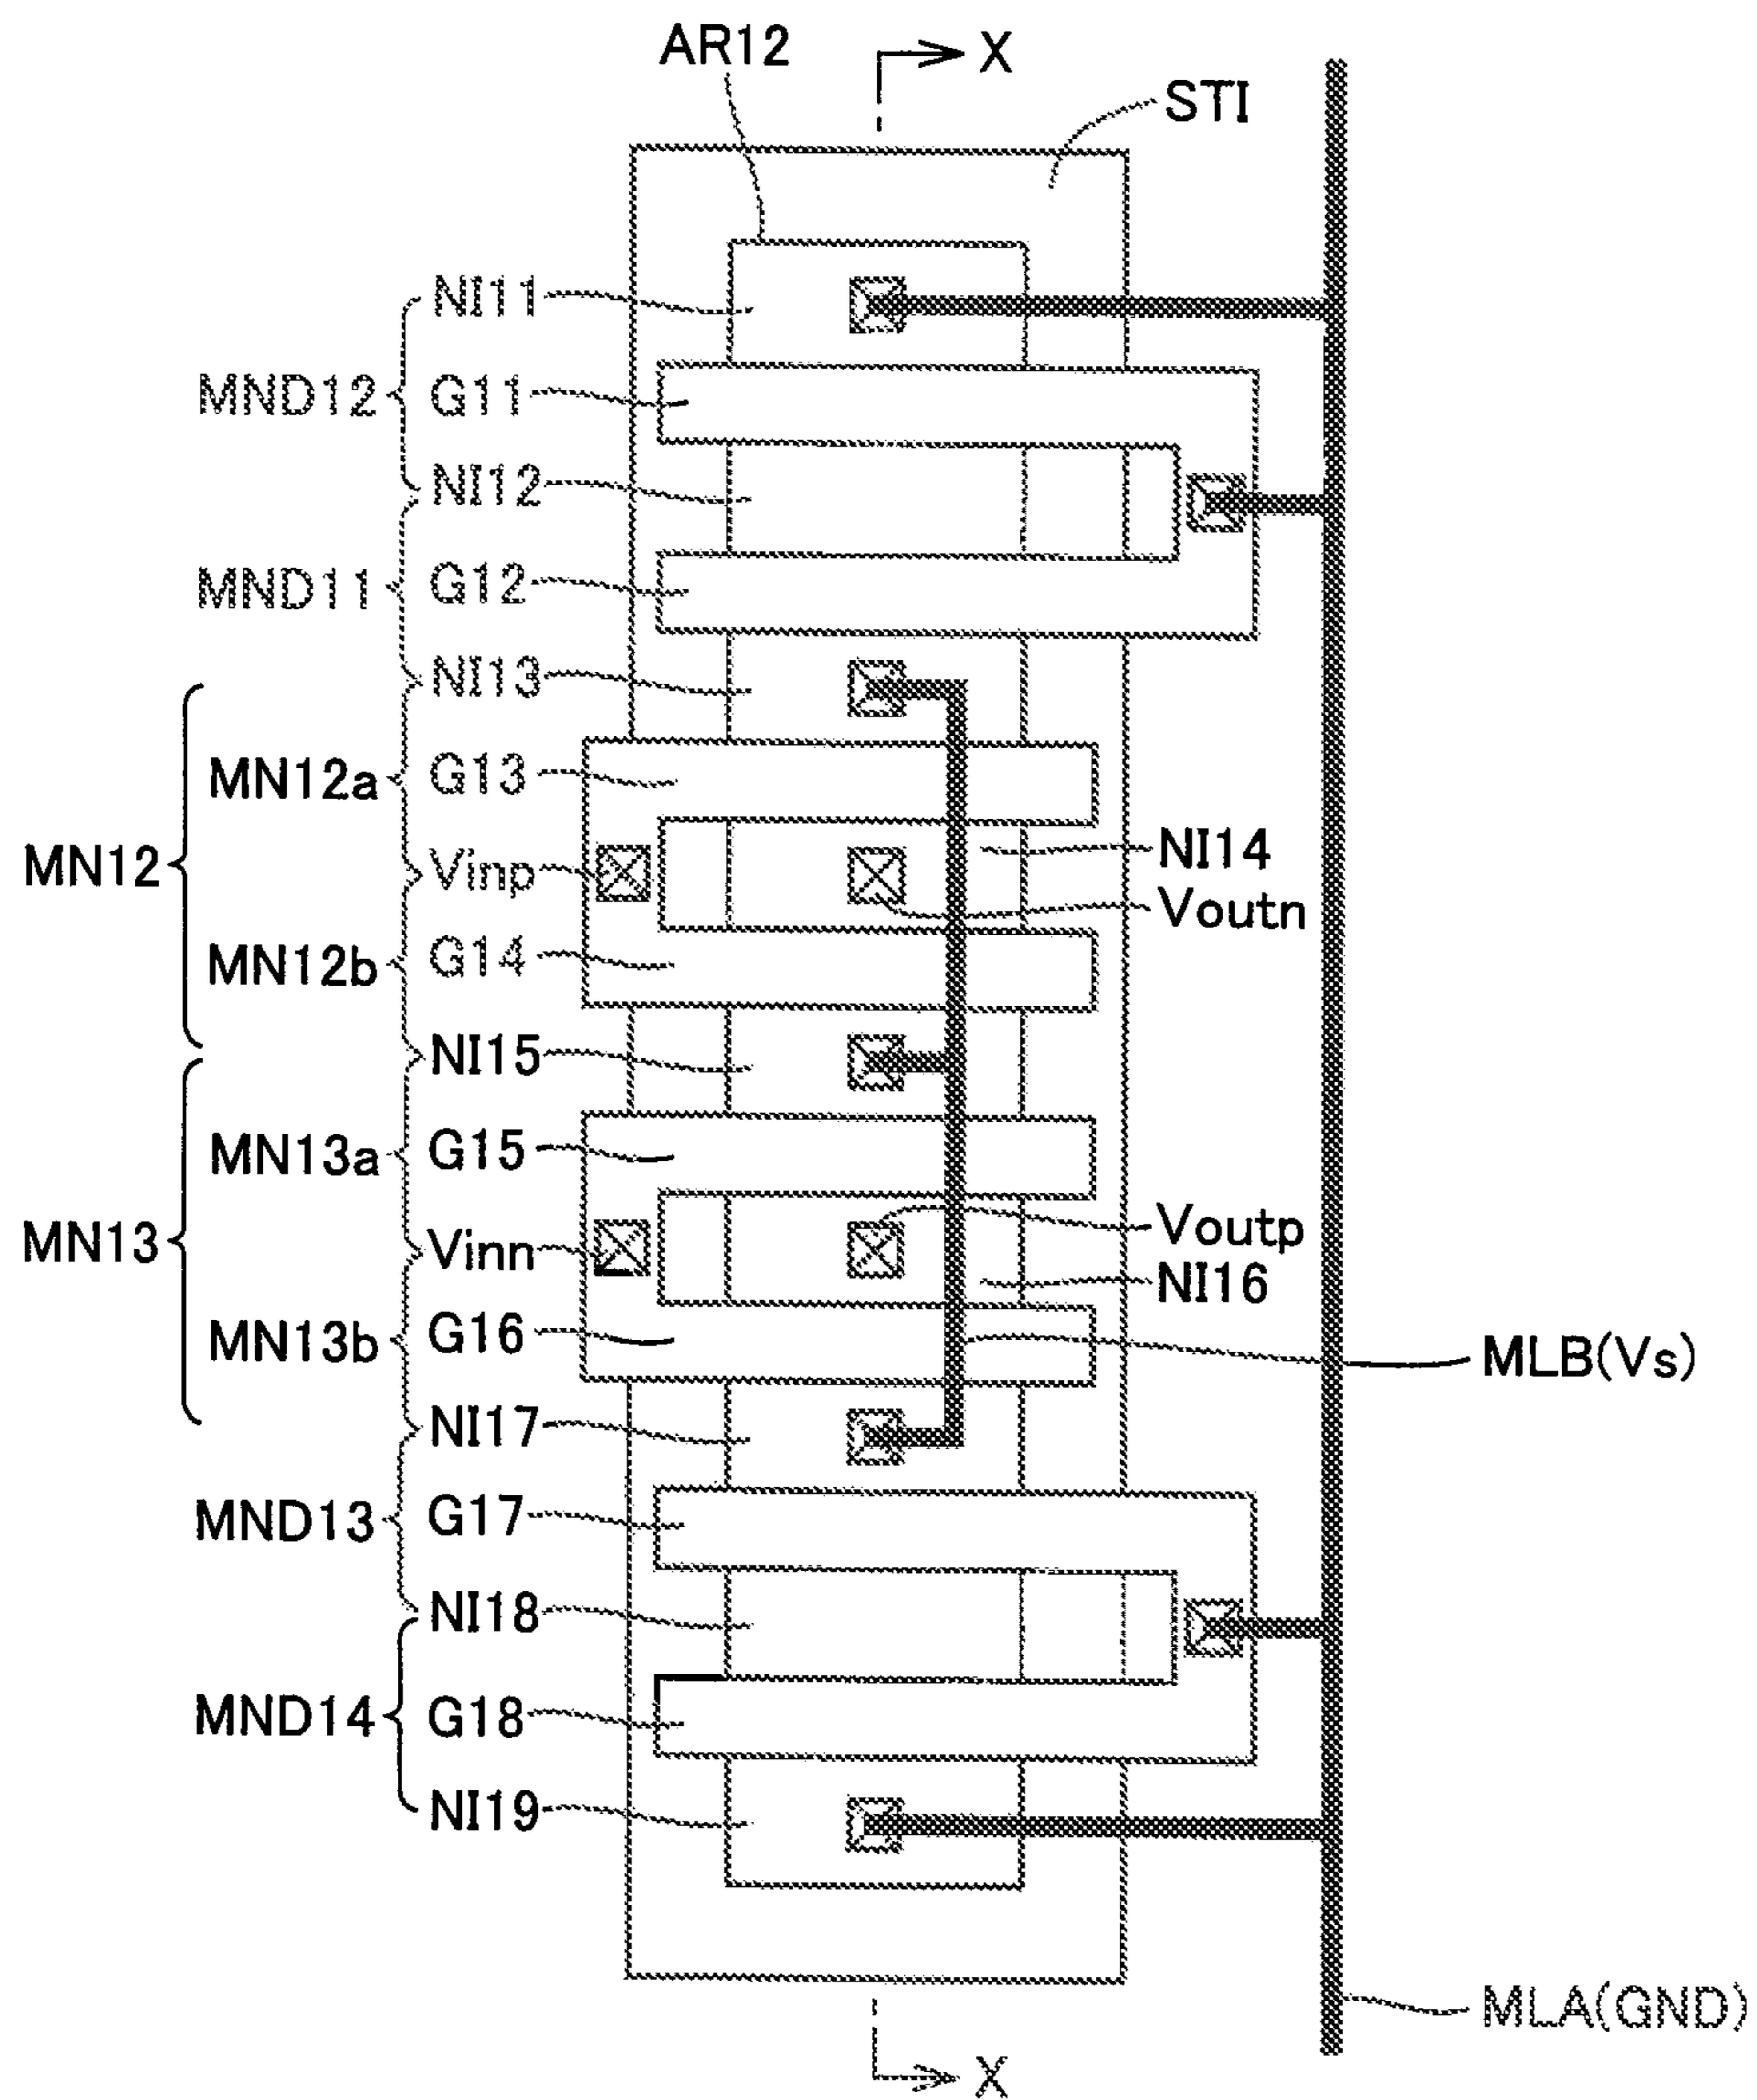 AR12
X
STI
NI11
MND12
G11
NI12
MND11
G12
NI13
MN12a
G13
MN12
Vinp
NI14
Voutn
MN12b
G14
NI15
MN13a
G15
MN13
Vinn
Voutp
NI16
MN13b
G16
MLB(Vs)
NI17
MND13
G17
NI18
MND14
G18
NI19
MLA(GND)
X